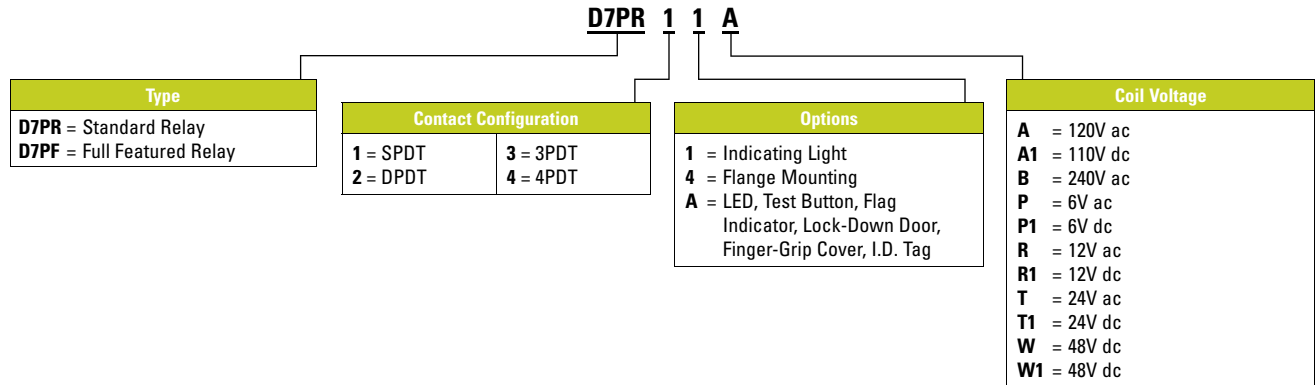 D7PR 1 1 A
Type
D7PR = Standard Relay
D7PF = Full Featured Relay
Contact Configuration
1 = SPDT
2 = DPDT
3 = 3PDT
4 = 4PDT
Options
1 = Indicating Light
4 = Flange Mounting
A = LED, Test Button, Flag
Indicator, Lock-Down Door,
Finger-Grip Cover, I.D. Tag
Coil Voltage
A = 120V ac
A1 = 110V dc
B = 240V ac
P = 6V ac
P1 = 6V dc
R = 12V ac
R1 = 12V dc
T = 24V ac
T1 = 24V dc
W = 48V dc
W1 = 48V dc